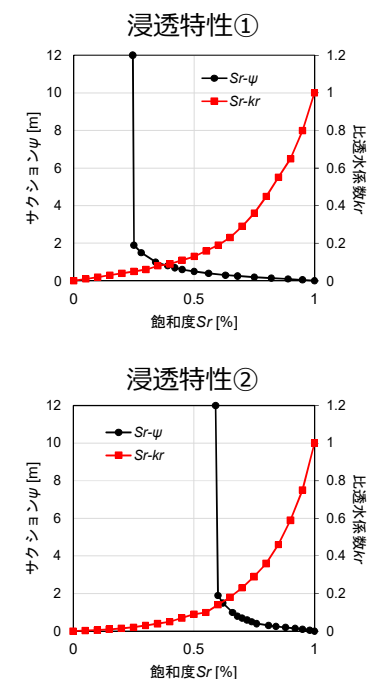 浸透特性①
サクションψ [m]
12
10
8
6
4
2
0
Sr-ψ
Sr-kr
1.2
1
0.8
0.6
0.4
0.2
0
比透水係数kr
0
0.5
1
飽和度Sr [%]
浸透特性②
サクションψ [m]
12
10
8
6
4
2
0
Sr-ψ
Sr-kr
1.2
1
0.8
0.6
0.4
0.2
0
比透水係数kr
0
0.5
1
飽和度Sr [%]